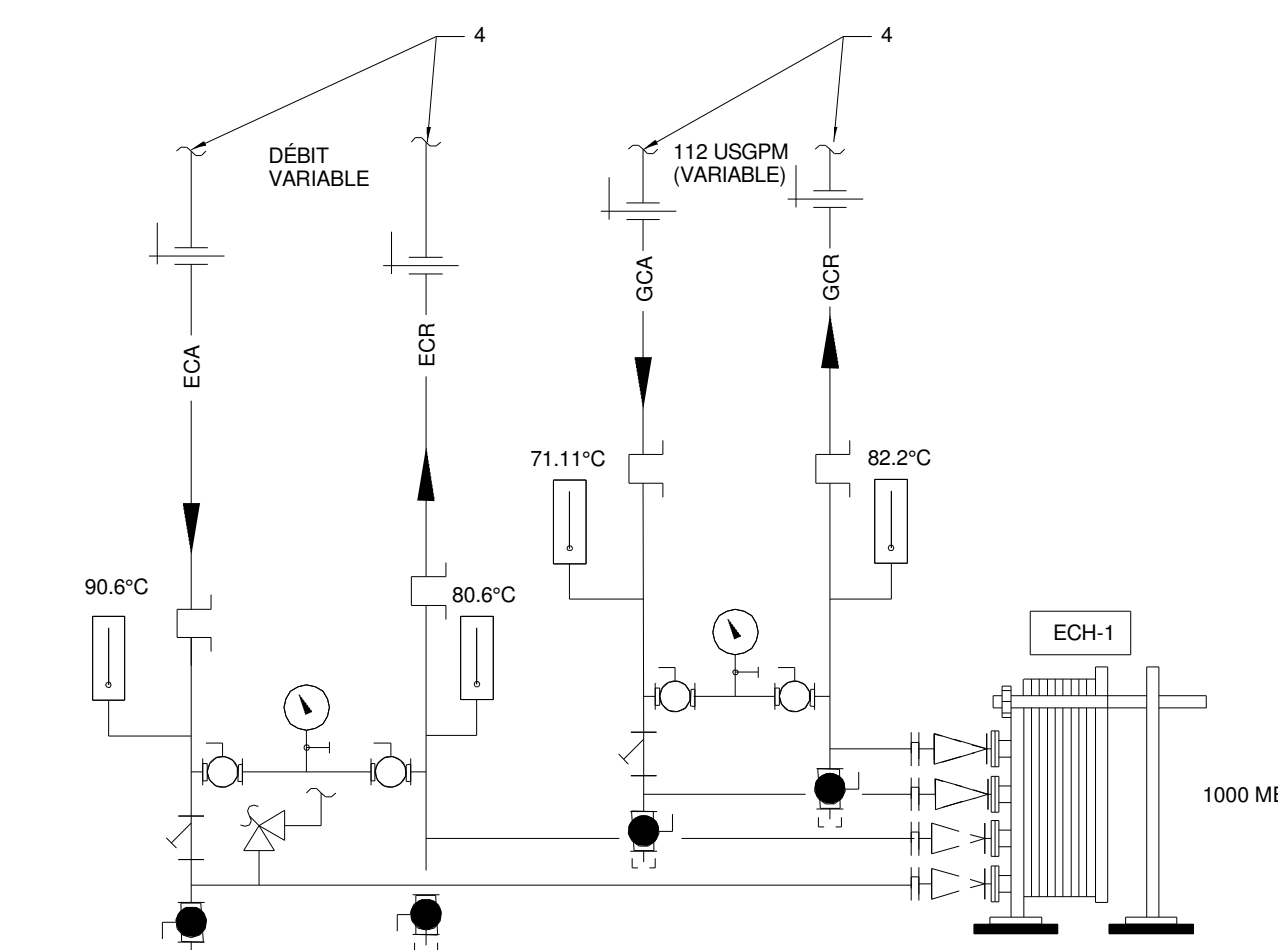 4
4
DÉBIT
VARIABLE
112 USGPM
(VARIABLE)
GCA
GCR
ECR
ECA
71.11°C
82.2°C
90.6°C
80.6°C
ECH-1
1000